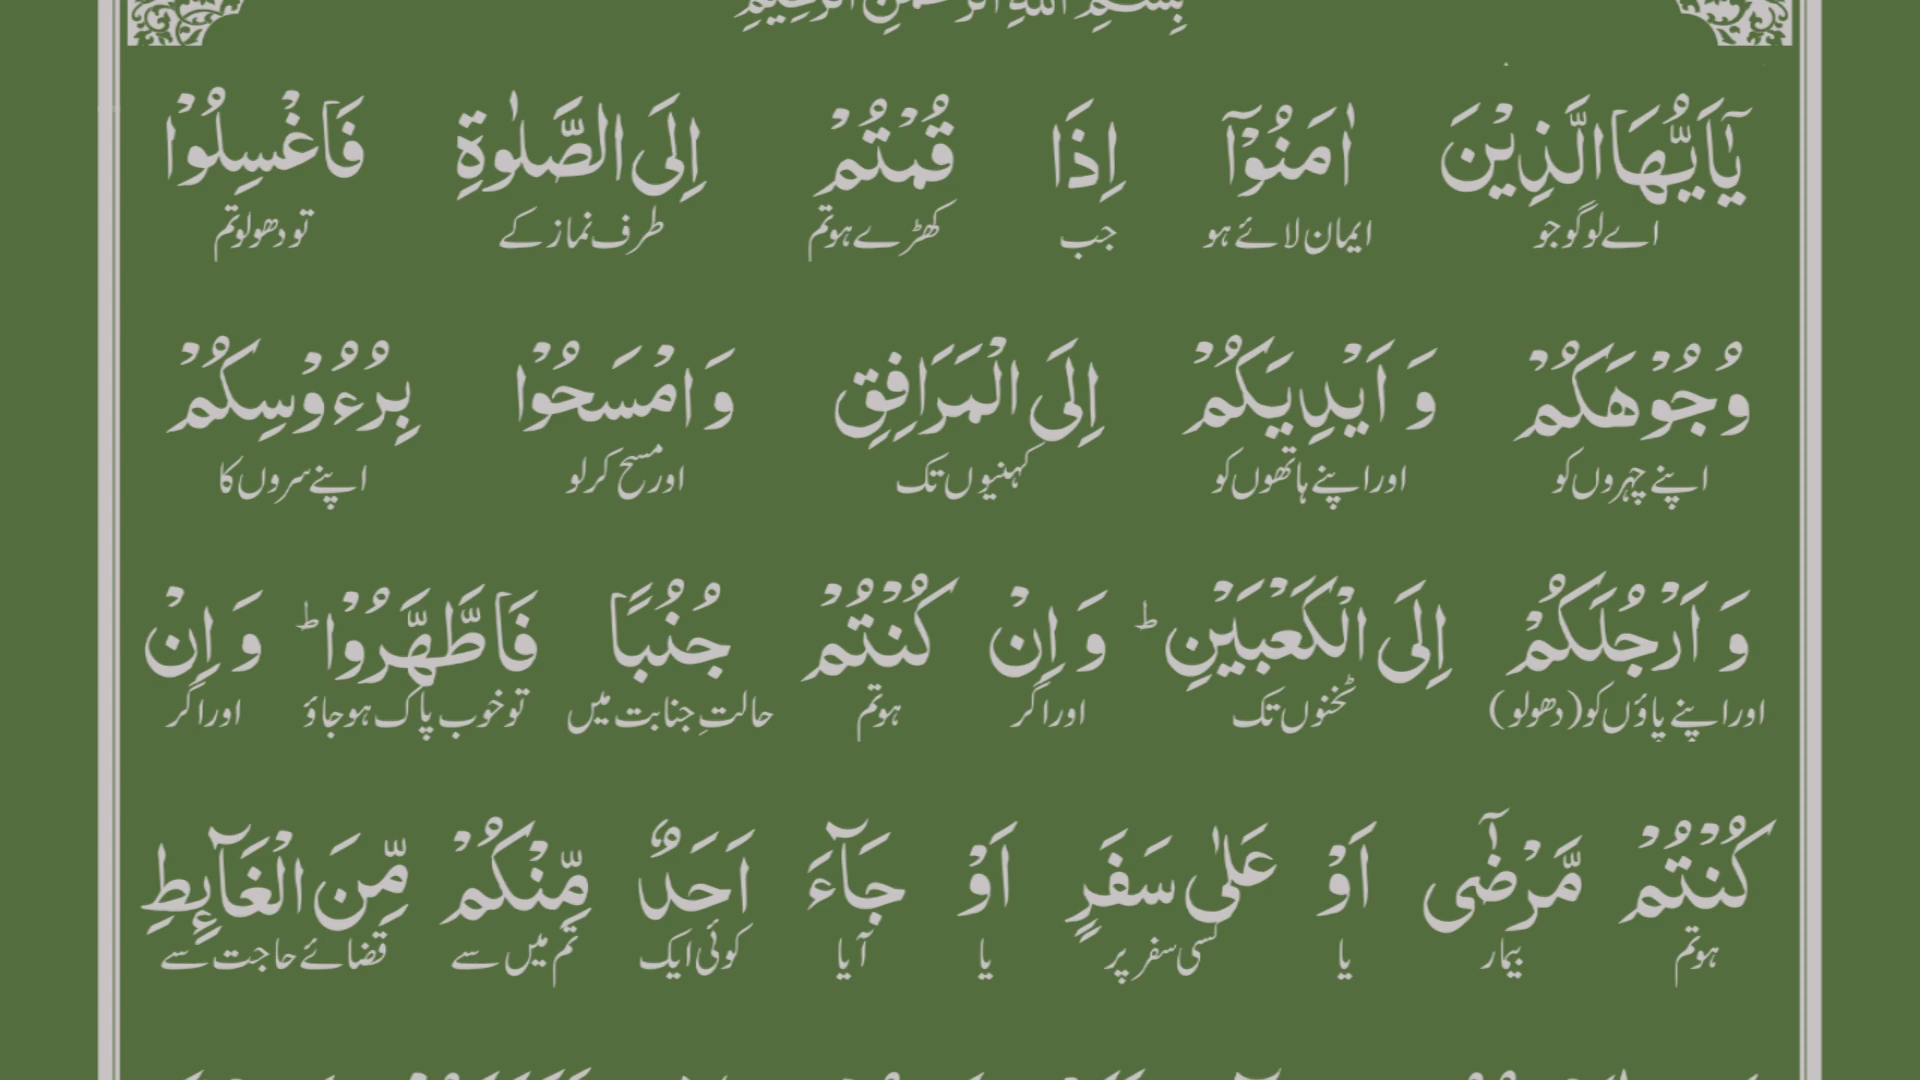 بِسْمِ اللّٰهِ الرَّحْمٰنِ الرَّحِيْمِ
يٰۤاَيُّهَا الَّذِيْنَ اٰمَنُوْۤا اِذَا قُمْتُمْ اِلَى الصَّلٰوةِ فَاغْسِلُوْا
اے لوگو جو ایمان لائے ہو جب کھڑے ہو تم طرف نماز کے تو دھولو تم
وُجُوْهَكُمْ وَ اَيْدِيَكُمْ اِلَى الْمَرَافِقِ وَ امْسَحُوْا بِرُءُوْسِكُمْ
اپنے چہروں کو اور اپنے ہاتھوں کو کہنیوں تک اور مسح کرلو اپنے سروں کا
وَ اَرْجُلَكُمْ اِلَى الْكَعْبَيْنِ ؕ وَ اِنْ كُنْتُمْ جُنُبًا فَاطَّهَّرُوْا ؕ وَ اِنْ
اور اپنے پاؤں کو (دھولو) ٹخنوں تک اور اگر ہو تم حالتِ جنابت میں تو خوب پاک ہو جاؤ اور اگر
كُنْتُمْ مَّرْضٰۤى اَوْ عَلٰى سَفَرٍ اَوْ جَآءَ اَحَدٌ مِّنْكُمْ مِّنَ الْغَآىِٕطِ
ہو تم بیمار یا کسی سفر پر یا آیا کوئی ایک تم میں سے قضائے حاجت سے